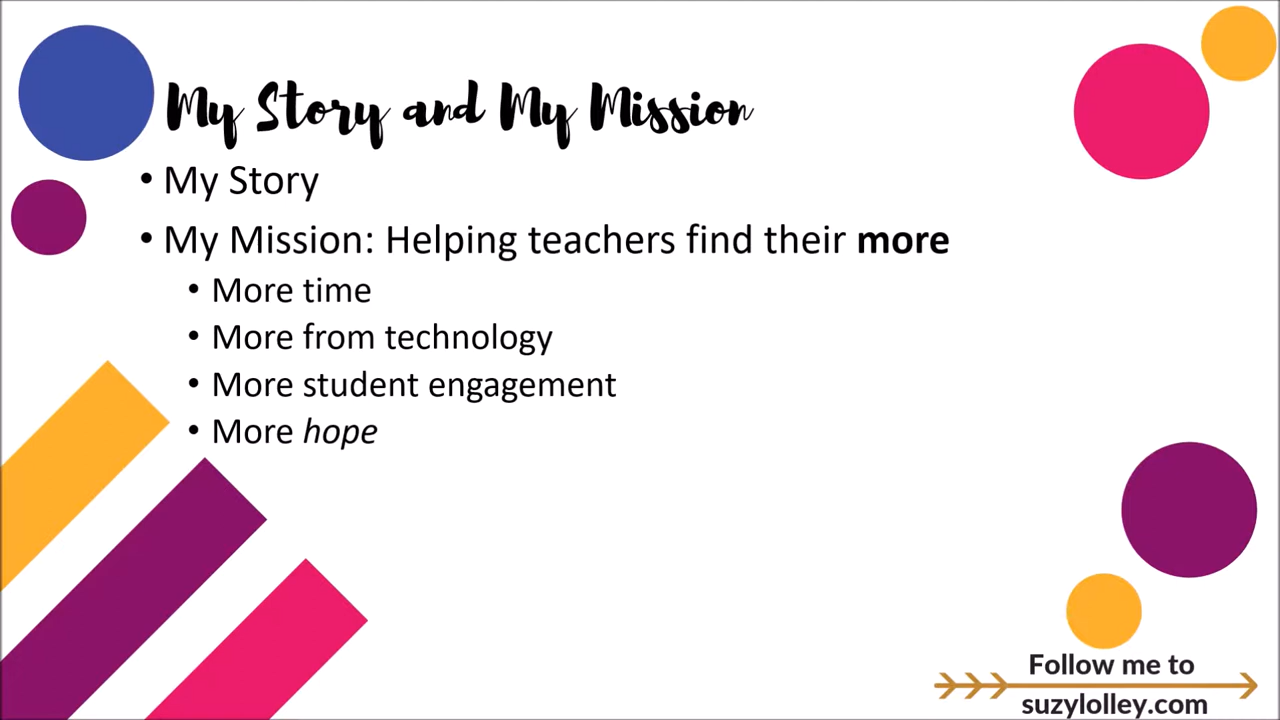 My Story and My Mission
• My Story
• My Mission: Helping teachers find their more
• More time
• More from technology
• More student engagement
• More hope
Follow me to
suzylolley.com